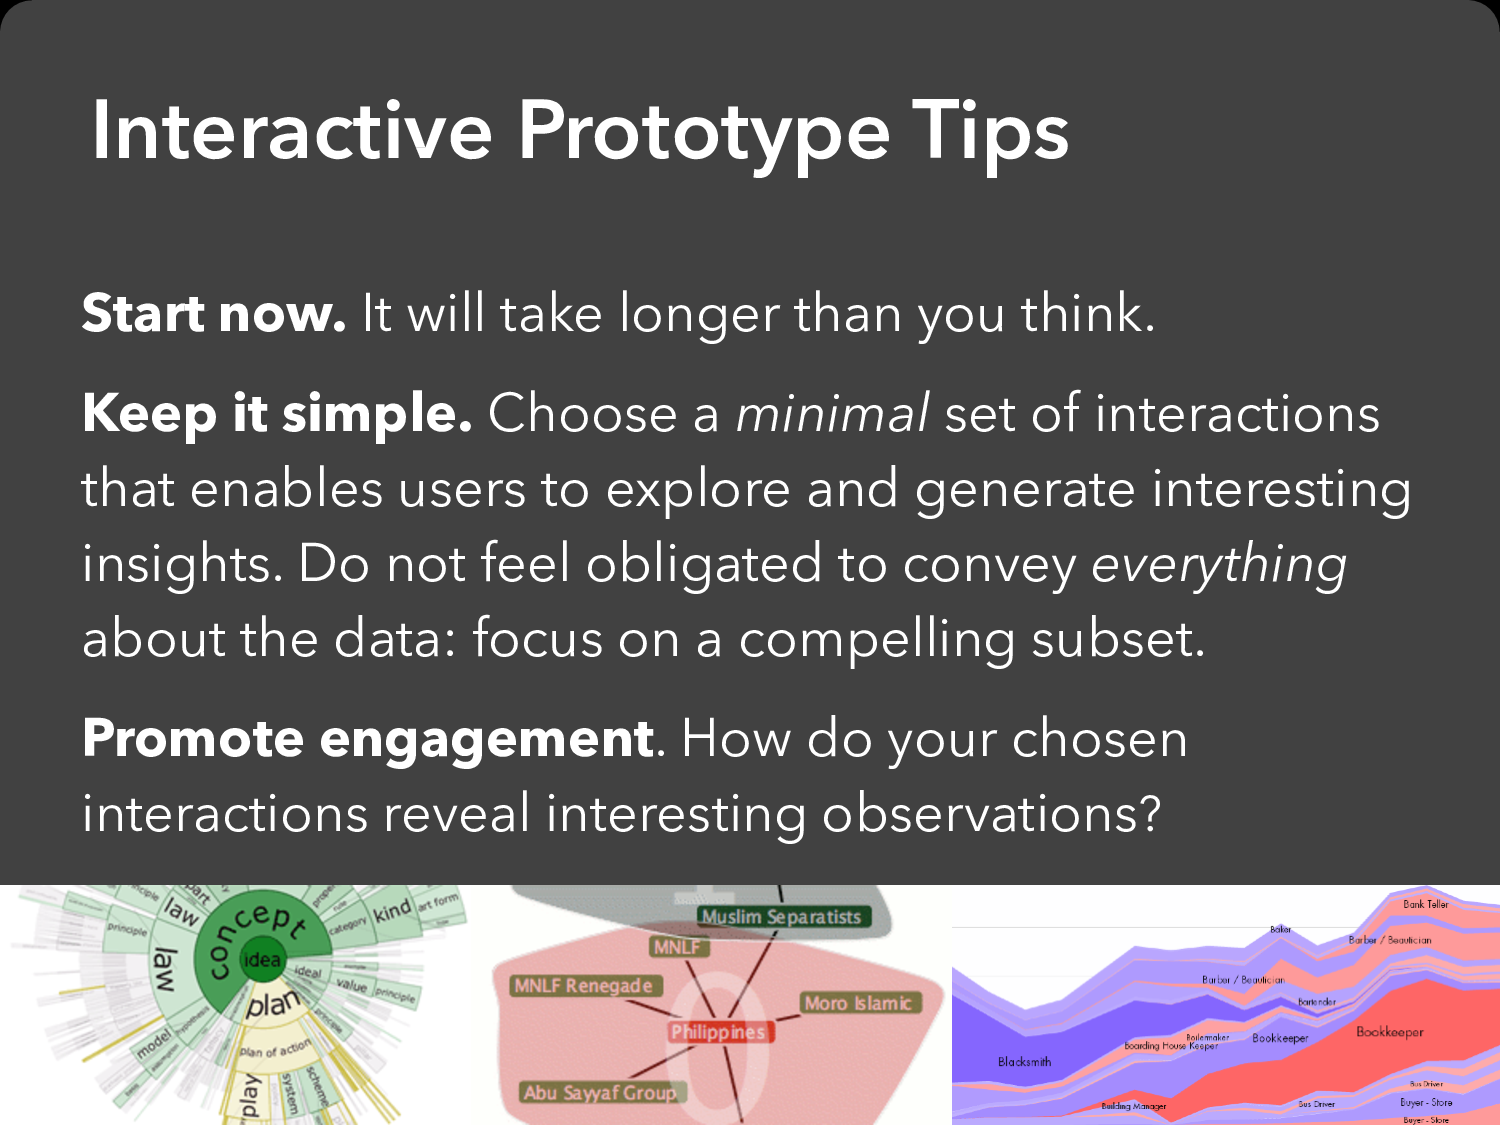 Interactive Prototype Tips
Start now. It will take longer than you think.
Keep it simple. Choose a minimal set of interactions
that enables users to explore and generate interesting
insights. Do not feel obligated to convey everything
about the data: focus on a compelling subset.
Promote engagement. How do your chosen
interactions reveal interesting observations?
part
law
concept
kind
art form
category
rule
principle
law
idea
ideal
value
principle
plan
principle
model
hypothesis
plan of action
play
system
scheme
Muslim Separatists
MNLF
MNLF Renegade
Moro Islamic
Philippines
Abu Sayyaf Group
Bank Teller
Baker
Barber / Beautician
Barber / Beautician
Bartender
Boilermaker
Boarding House Keeper
Bookkeeper
Bookkeeper
Blacksmith
Bus Driver
Building Manager
Bus Driver
Buyer - Store
Buyer - Store